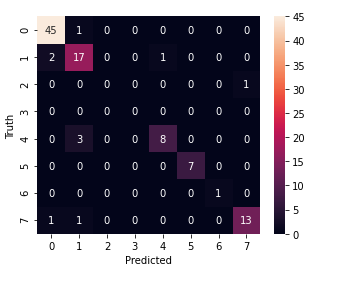 0 45 1 0 0 0 0 0 0
1 2 17 0 0 1 0 0 0
2 0 0 0 0 0 0 0 1
3 0 0 0 0 0 0 0 0
4 0 3 0 0 8 0 0 0
5 0 0 0 0 0 7 0 0
6 0 0 0 0 0 0 1 0
7 1 1 0 0 0 0 0 13
0 1 2 3 4 5 6 7
Predicted
Truth
45
40
35
30
25
20
15
10
5
0